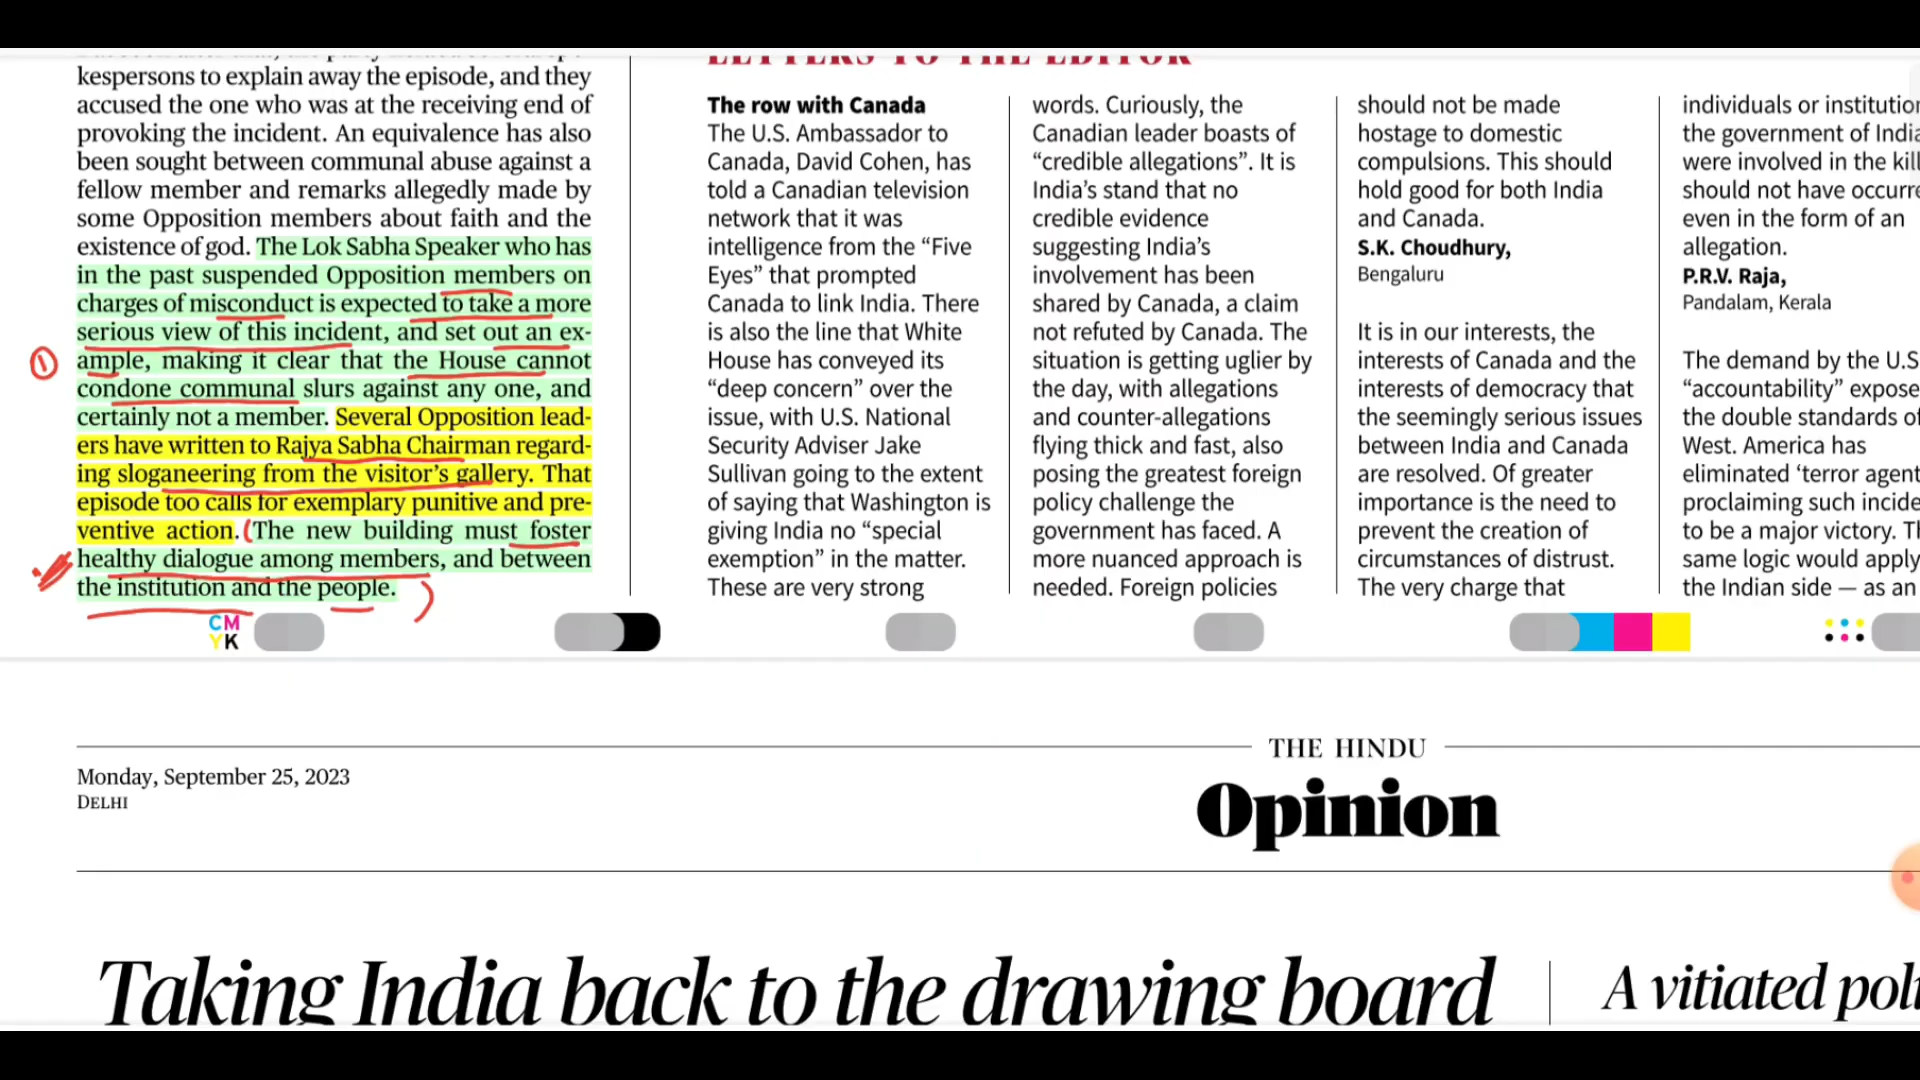 kespersons to explain away the episode, and they
accused the one who was at the receiving end of
provoking the incident. An equivalence has also
been sought between communal abuse against a
fellow member and remarks allegedly made by
some Opposition members about faith and the
existence of god. The Lok Sabha Speaker who has
in the past suspended Opposition members on
charges of misconduct is expected to take a more
serious view of this incident, and set out an ex-
ample, making it clear that the House cannot
condone communal slurs against any one, and
certainly not a member. Several Opposition lead-
ers have written to Rajya Sabha Chairman regard-
ing sloganeering from the visitor’s gallery. That
episode too calls for exemplary punitive and pre-
ventive action. (The new building must foster
healthy dialogue among members, and between
the institution and the people. )
1
CM
YK
LETTERS TO THE EDITOR
The row with Canada
The U.S. Ambassador to
Canada, David Cohen, has
told a Canadian television
network that it was
intelligence from the “Five
Eyes” that prompted
Canada to link India. There
is also the line that White
House has conveyed its
“deep concern” over the
issue, with U.S. National
Security Adviser Jake
Sullivan going to the extent
of saying that Washington is
giving India no “special
exemption” in the matter.
These are very strong
words. Curiously, the
Canadian leader boasts of
“credible allegations”. It is
India’s stand that no
credible evidence
suggesting India’s
involvement has been
shared by Canada, a claim
not refuted by Canada. The
situation is getting uglier by
the day, with allegations
and counter-allegations
flying thick and fast, also
posing the greatest foreign
policy challenge the
government has faced. A
more nuanced approach is
needed. Foreign policies
should not be made
hostage to domestic
compulsions. This should
hold good for both India
and Canada.
S.K. Choudhury,
Bengaluru
It is in our interests, the
interests of Canada and the
interests of democracy that
the seemingly serious issues
between India and Canada
are resolved. Of greater
importance is the need to
prevent the creation of
circumstances of distrust.
The very charge that
individuals or institution
the government of India
were involved in the kill
should not have occurre
even in the form of an
allegation.
P.R.V. Raja,
Pandalam, Kerala
The demand by the U.S
“accountability” expose
the double standards of
West. America has
eliminated ‘terror agent
proclaiming such incide
to be a major victory. Th
same logic would apply
the Indian side — as an
THE HINDU
Monday, September 25, 2023
DELHI
Opinion
Taking India back to the drawing board
A vitiated poli